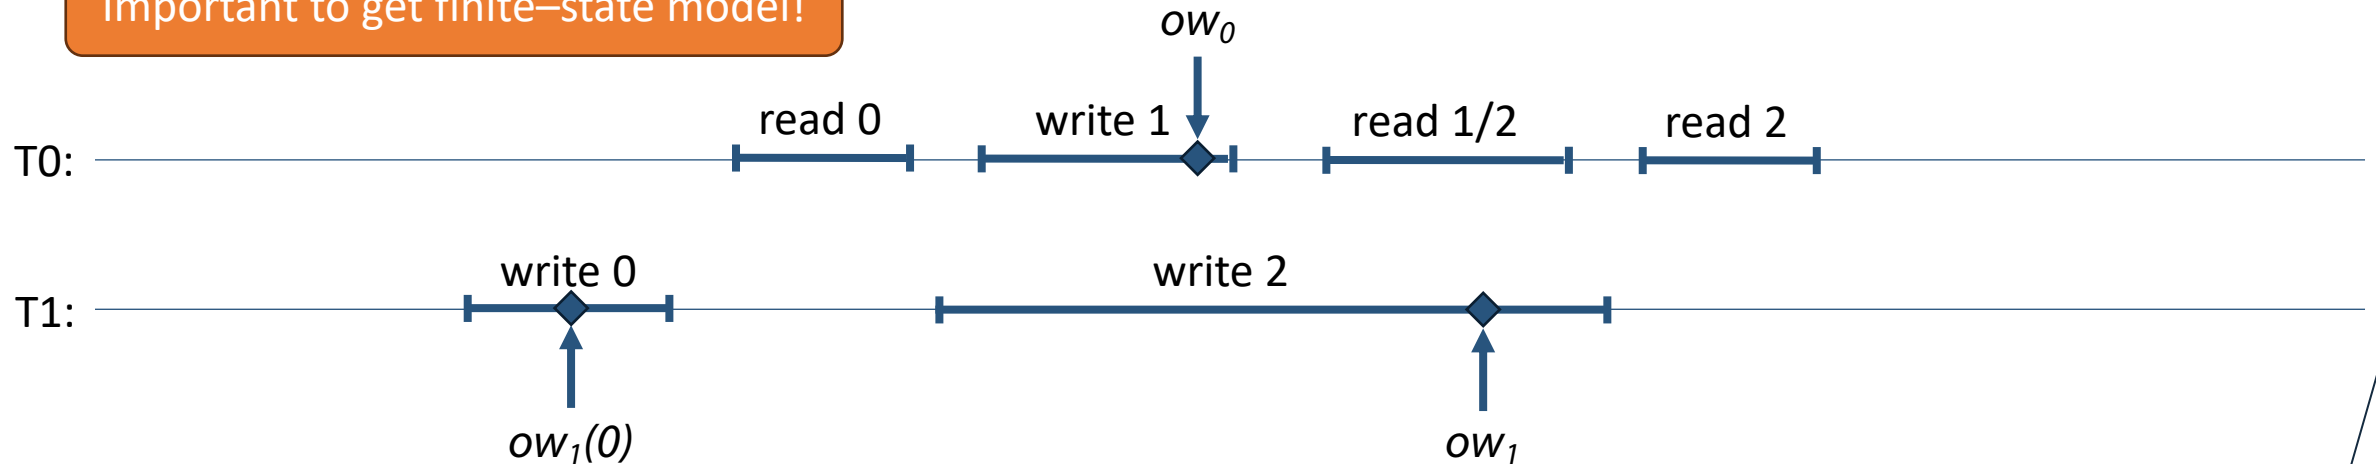 important to get finite–state model!
ow0
read 0
write 1
read 1/2
read 2
T0:
write 0
write 2
T1:
ow1(0)
ow1